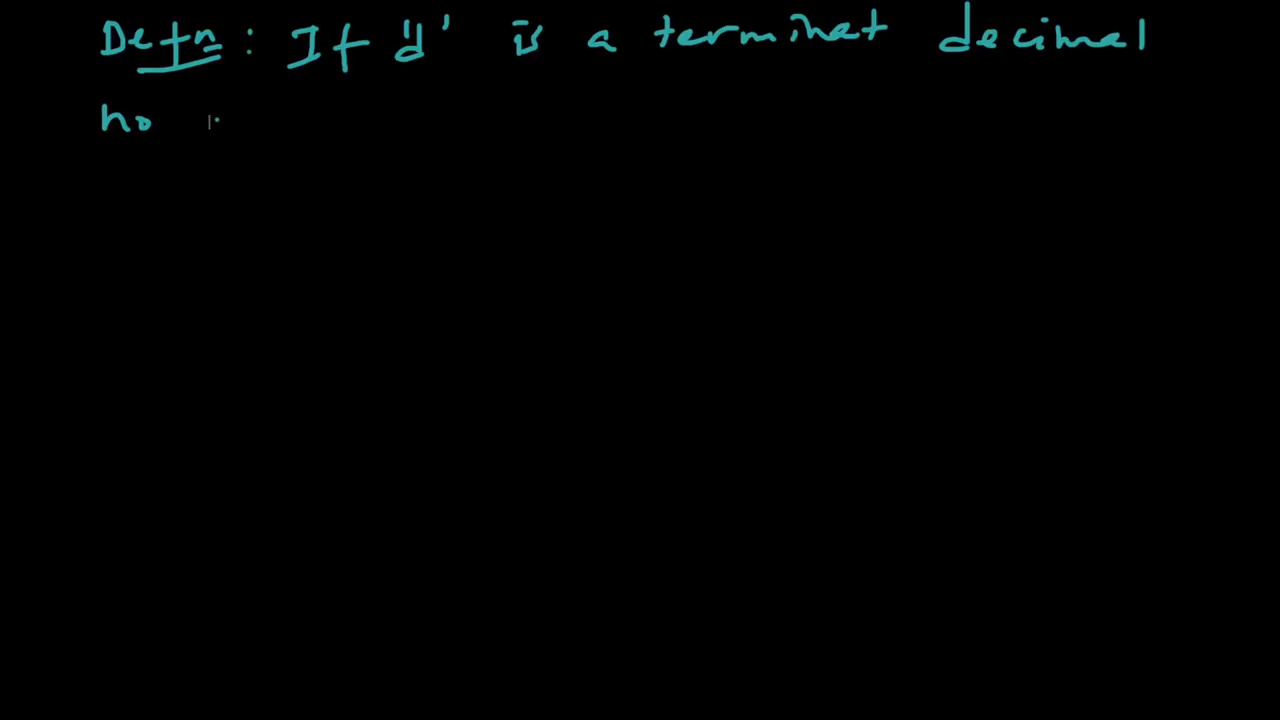 Defn : If 'd' is a terminat decimal
no